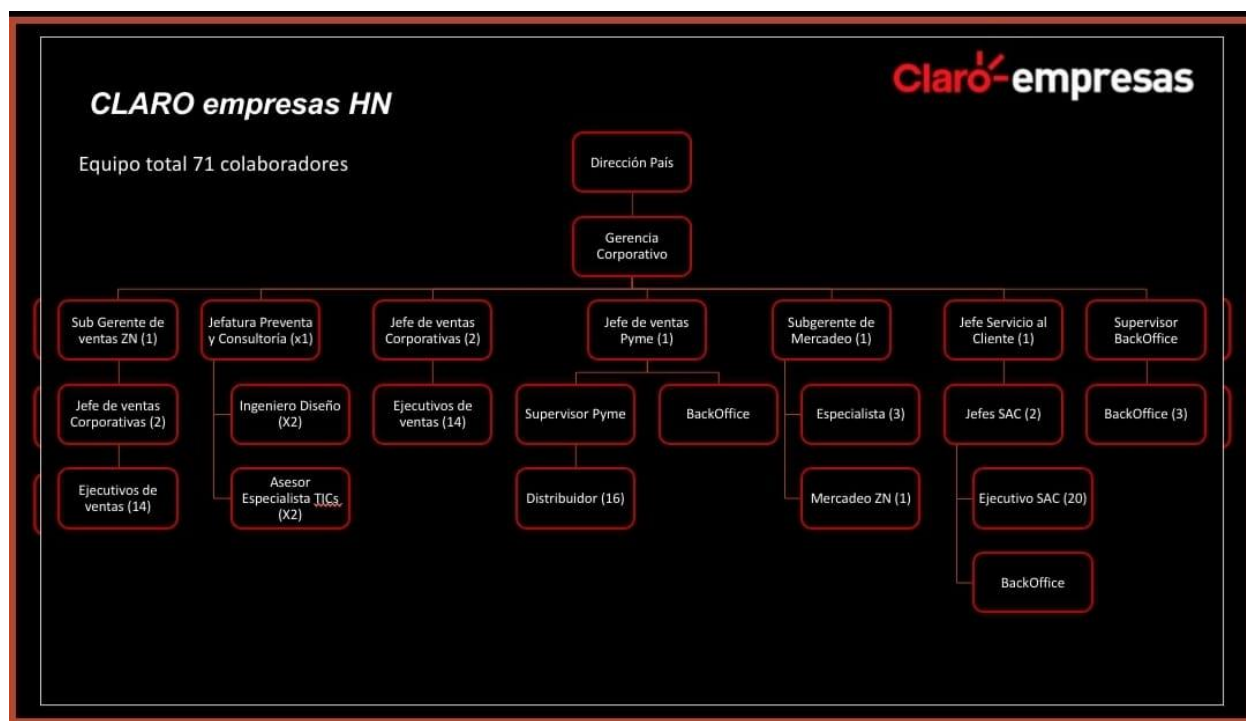 Claro-empresas
CLARO empresas HN
Equipo total 71 colaboradores
Dirección País
Gerencia
Corporativo
Sub Gerente de
ventas ZN (1)
Jefatura Preventa
y Consultoría (x1)
Jefe de ventas
Corporativas (2)
Jefe de ventas
Pyme (1)
Subgerente de
Mercadeo (1)
Jefe Servicio al
Cliente (1)
Supervisor
BackOffice
Jefe de ventas
Corporativas (2)
Ingeniero Diseño
(X2)
Ejecutivos de
ventas (14)
Supervisor Pyme
BackOffice
Especialista (3)
Jefes SAC (2)
BackOffice (3)
Ejecutivos de
ventas (14)
Asesor
Especialista TICs
(X2)
Distribuidor (16)
Mercadeo ZN (1)
Ejecutivo SAC (20)
BackOffice